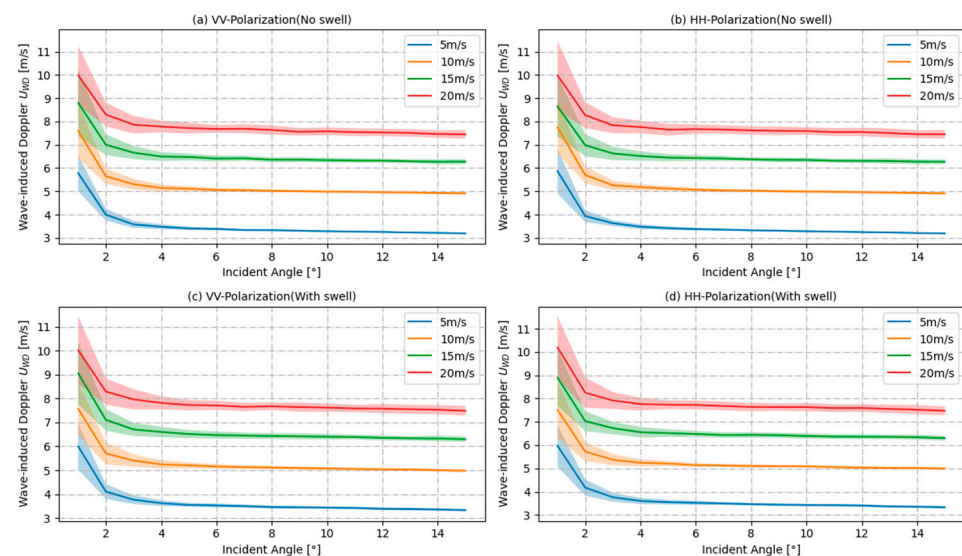 (a) VV-Polarization(No swell)
Wave-induced Doppler U_WD [m/s]
11
10
9
8
7
6
5
4
3
5m/s
10m/s
15m/s
20m/s
2
4
6
8
10
12
14
Incident Angle [°]
(b) HH-Polarization(No swell)
Wave-induced Doppler U_WD [m/s]
11
10
9
8
7
6
5
4
3
5m/s
10m/s
15m/s
20m/s
2
4
6
8
10
12
14
Incident Angle [°]
(c) VV-Polarization(With swell)
Wave-induced Doppler U_WD [m/s]
11
10
9
8
7
6
5
4
3
5m/s
10m/s
15m/s
20m/s
2
4
6
8
10
12
14
Incident Angle [°]
(d) HH-Polarization(With swell)
Wave-induced Doppler U_WD [m/s]
11
10
9
8
7
6
5
4
3
5m/s
10m/s
15m/s
20m/s
2
4
6
8
10
12
14
Incident Angle [°]